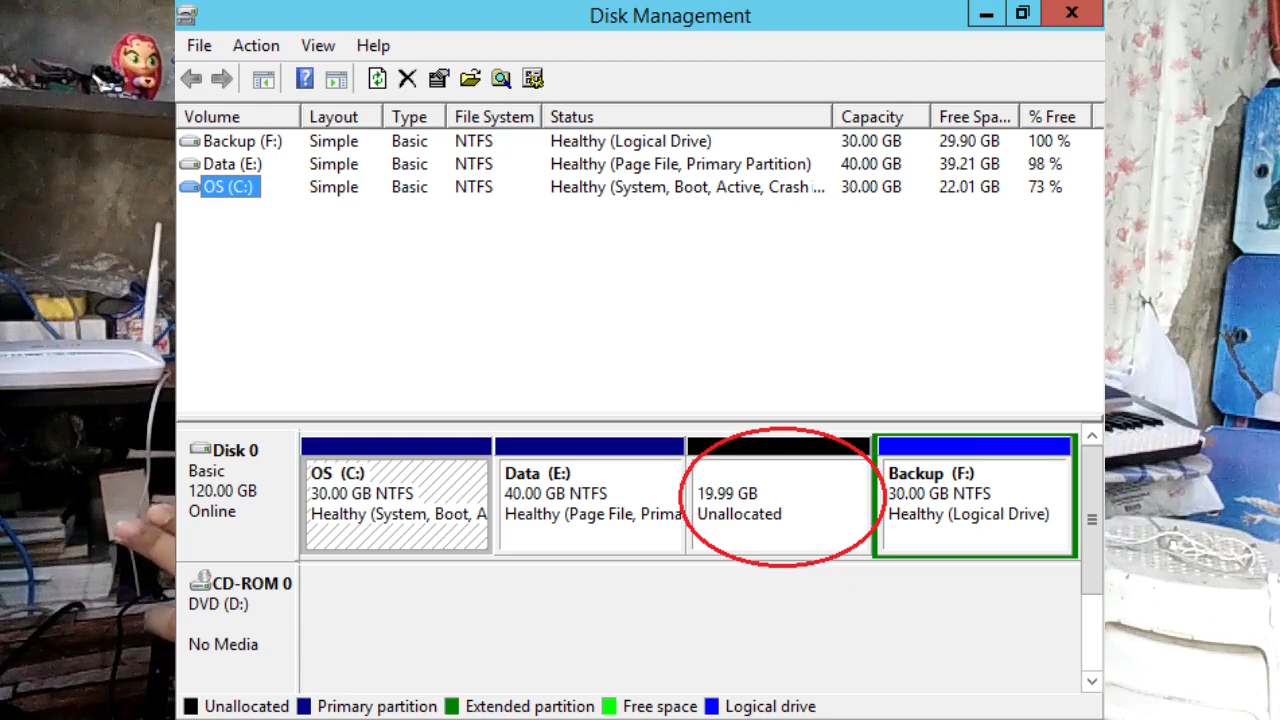 Disk Management
File Action View Help
Volume Layout Type File System Status Capacity Free Spa... % Free
Backup (F:) Simple Basic NTFS Healthy (Logical Drive) 30.00 GB 29.90 GB 100 %
Data (E:) Simple Basic NTFS Healthy (Page File, Primary Partition) 40.00 GB 39.21 GB 98 %
OS (C:) Simple Basic NTFS Healthy (System, Boot, Active, Crash... 30.00 GB 22.01 GB 73 %
Disk 0
Basic
120.00 GB
Online
OS (C:)
30.00 GB NTFS
Healthy (System, Boot, A
Data (E:)
40.00 GB NTFS
Healthy (Page File, Prima
19.99 GB
Unallocated
Backup (F:)
30.00 GB NTFS
Healthy (Logical Drive)
CD-ROM 0
DVD (D:)
No Media
Unallocated Primary partition Extended partition Free space Logical drive